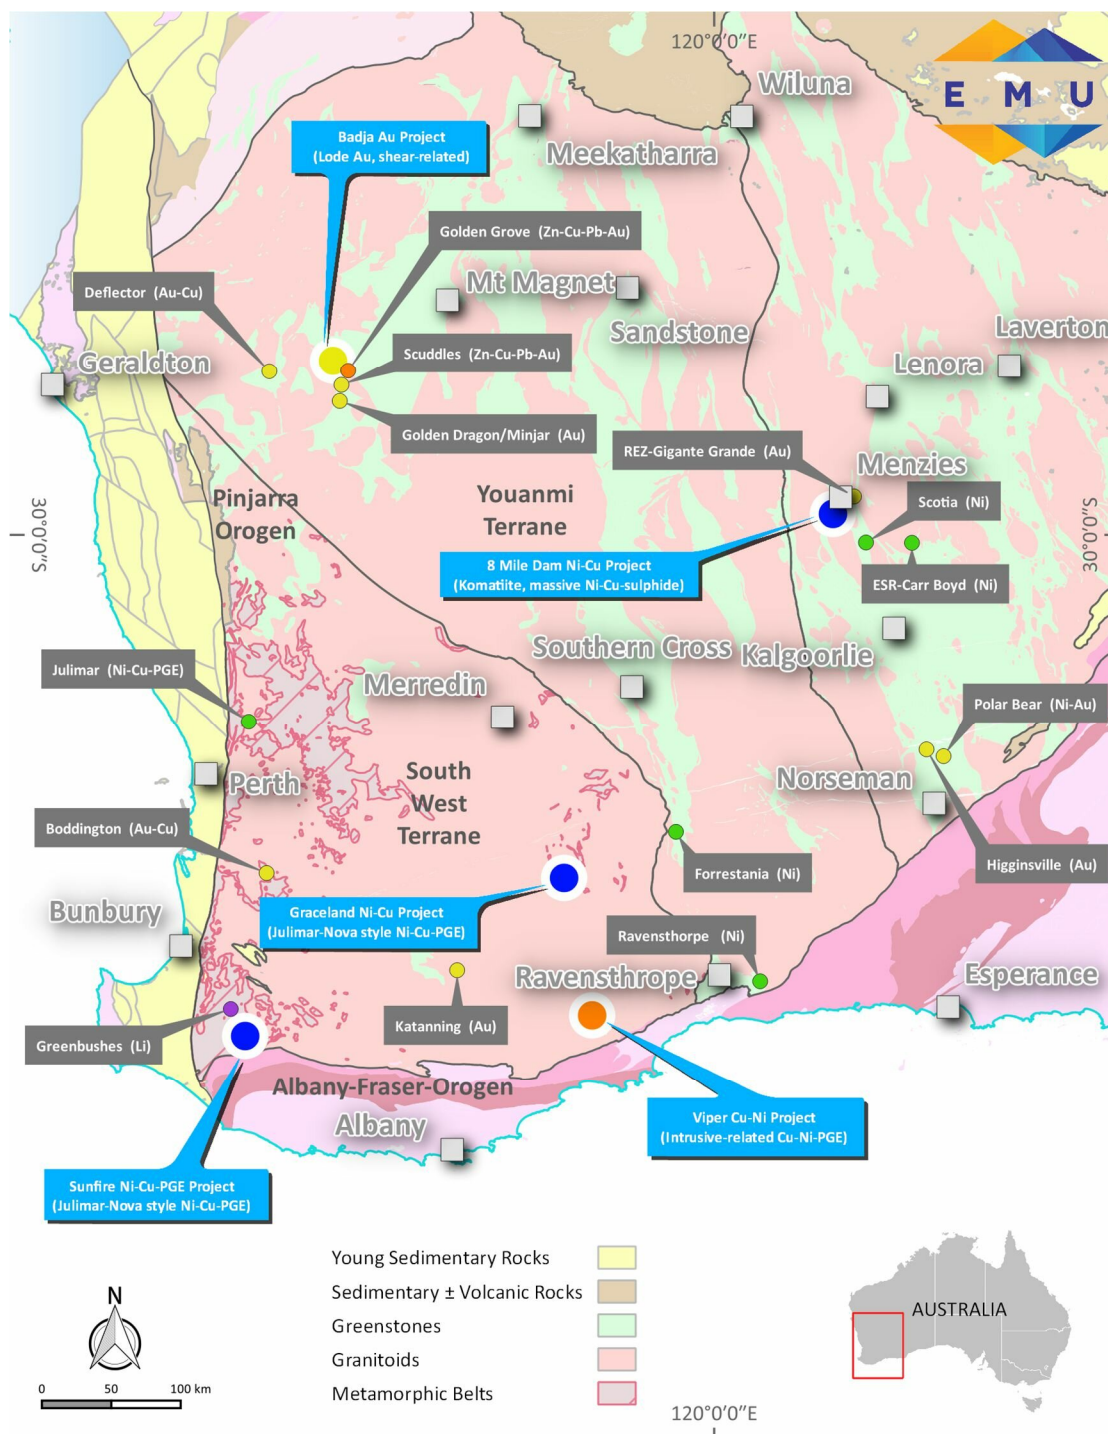 120°0'0"E
EMU
Wiluna
Meekatharra
Badja Au Project
(Lode Au, shear-related)
Golden Grove (Zn-Cu-Pb-Au)
Mt Magnet
Deflector (Au-Cu)
Sandstone
Laverton
Geraldton
Scuddles (Zn-Cu-Pb-Au)
Lenora
Golden Dragon/Minjar (Au)
REZ-Gigante Grande (Au)
Menzies
Pinjarra
Orogen
Youanmi
Terrane
Scotia (Ni)
30°0'0"S
30°0'0"S
8 Mile Dam Ni-Cu Project
(Komatiite, massive Ni-Cu-sulphide)
ESR-Carr Boyd (Ni)
Southern Cross
Kalgoorlie
Julimar (Ni-Cu-PGE)
Merredin
Polar Bear (Ni-Au)
Perth
South
West
Terrane
Norseman
Boddington (Au-Cu)
Higginsville (Au)
Forrestania (Ni)
Bunbury
Graceland Ni-Cu Project
(Julimar-Nova style Ni-Cu-PGE)
Ravensthorpe (Ni)
Ravensthrope
Esperance
Katanning (Au)
Greenbushes (Li)
Albany-Fraser-Orogen
Albany
Viper Cu-Ni Project
(Intrusive-related Cu-Ni-PGE)
Sunfire Ni-Cu-PGE Project
(Julimar-Nova style Ni-Cu-PGE)
Young Sedimentary Rocks
Sedimentary ± Volcanic Rocks
Greenstones
Granitoids
Metamorphic Belts
N
0 50 100 km
AUSTRALIA
120°0'0"E